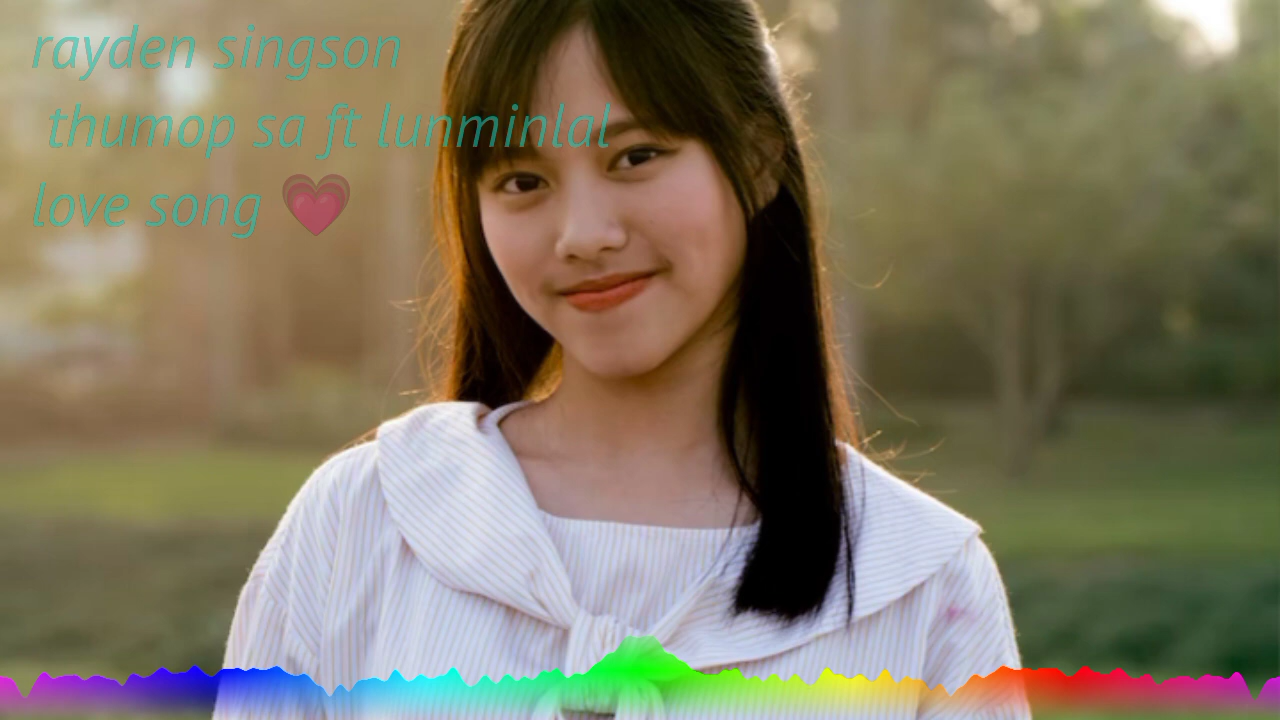 rayden singson
thumop sa ft lunminlal
love song 💗